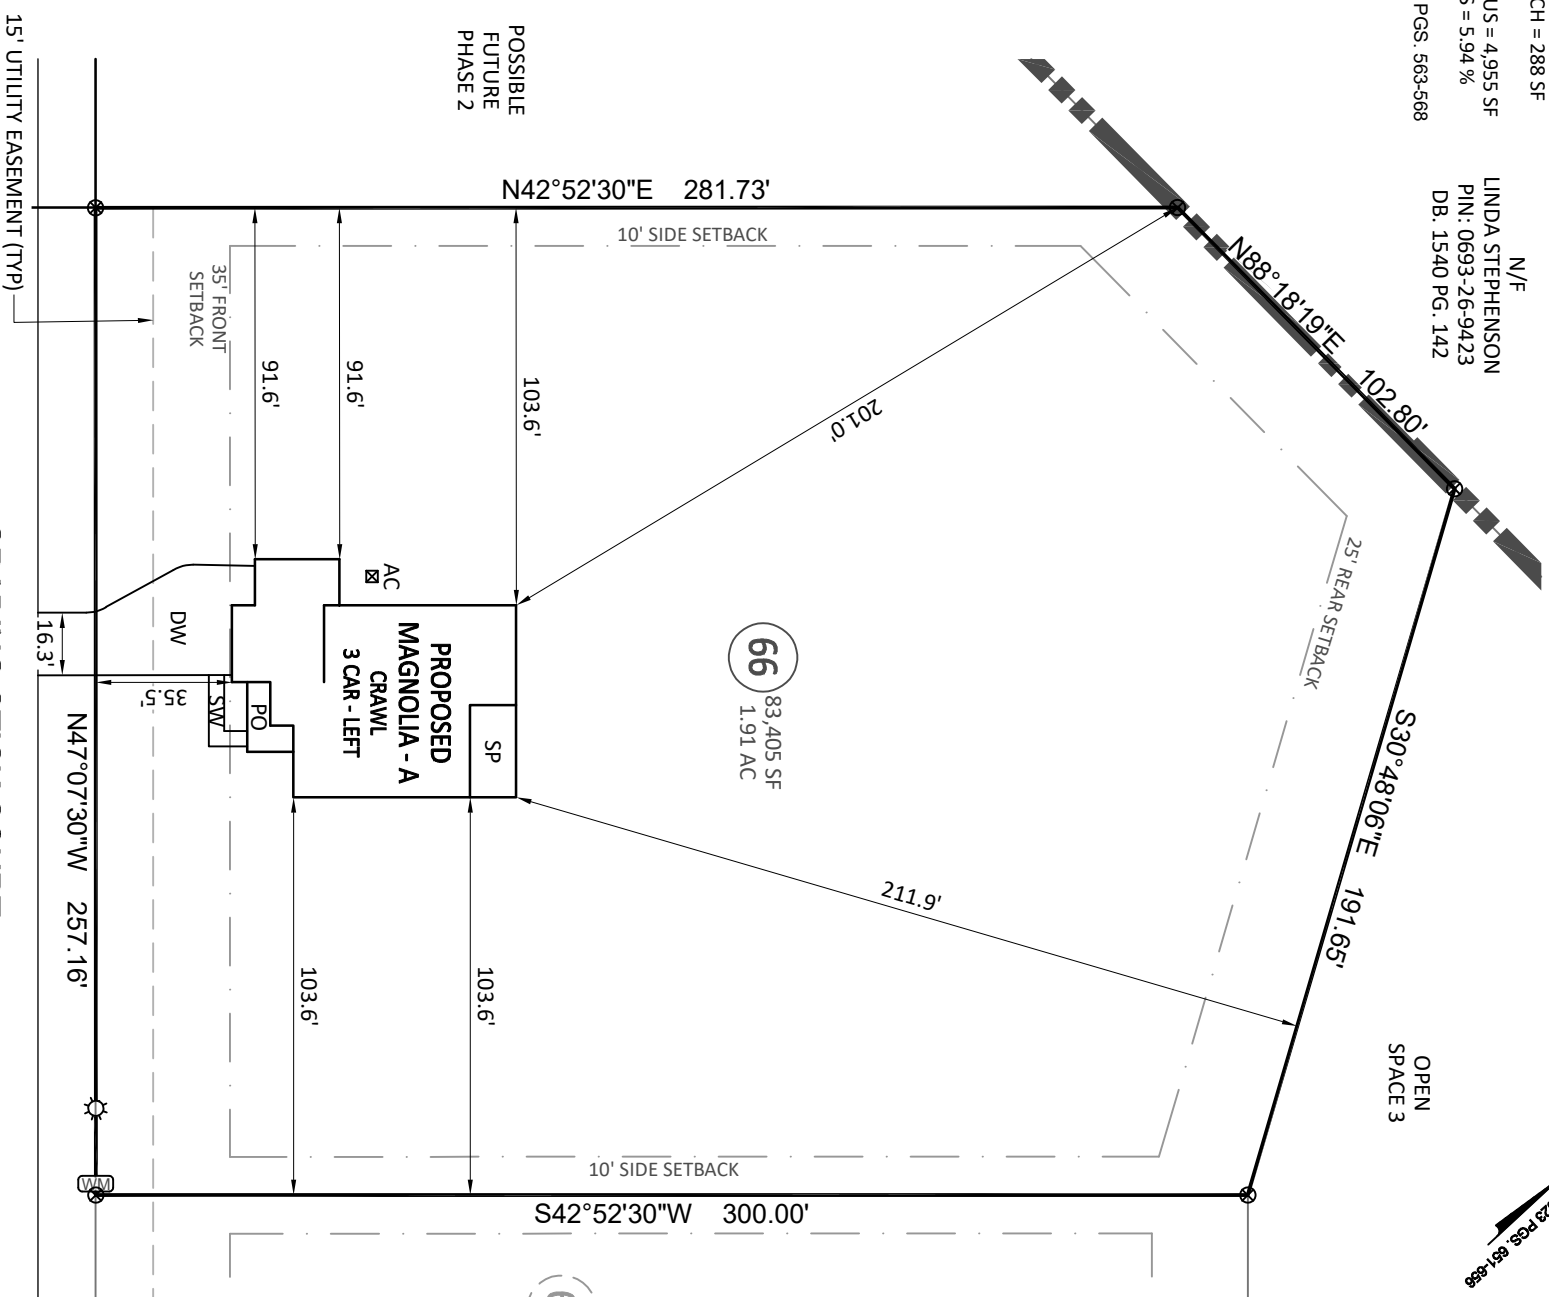 CH = 288 SF
US = 4,955 SF
S = 5.94 %
PGS. 563-568
N/F
LINDA STEPHENSON
PIN: 0693-26-9423
DB. 1540 PG. 142
POSSIBLE
FUTURE
PHASE 2
15' UTILITY EASEMENT (TYP)
N42°52'30"E 281.73'
10' SIDE SETBACK
N88°18'19"E 102.80'
35' FRONT
SETBACK
91.6'
91.6'
103.6'
201.0'
25' REAR SETBACK
S30°48'06"E 191.65'
AC
DW
16.3'
35.5'
SW
PO
SP
PROPOSED
MAGNOLIA - A
CRAWL
3 CAR - LEFT
66
83,405 SF
1.91 AC
211.9'
103.6'
103.6'
N47°07'30"W 257.16'
OPEN
SPACE 3
10' SIDE SETBACK
WM
S42°52'30"W 300.00'
23 PGS. 651-656